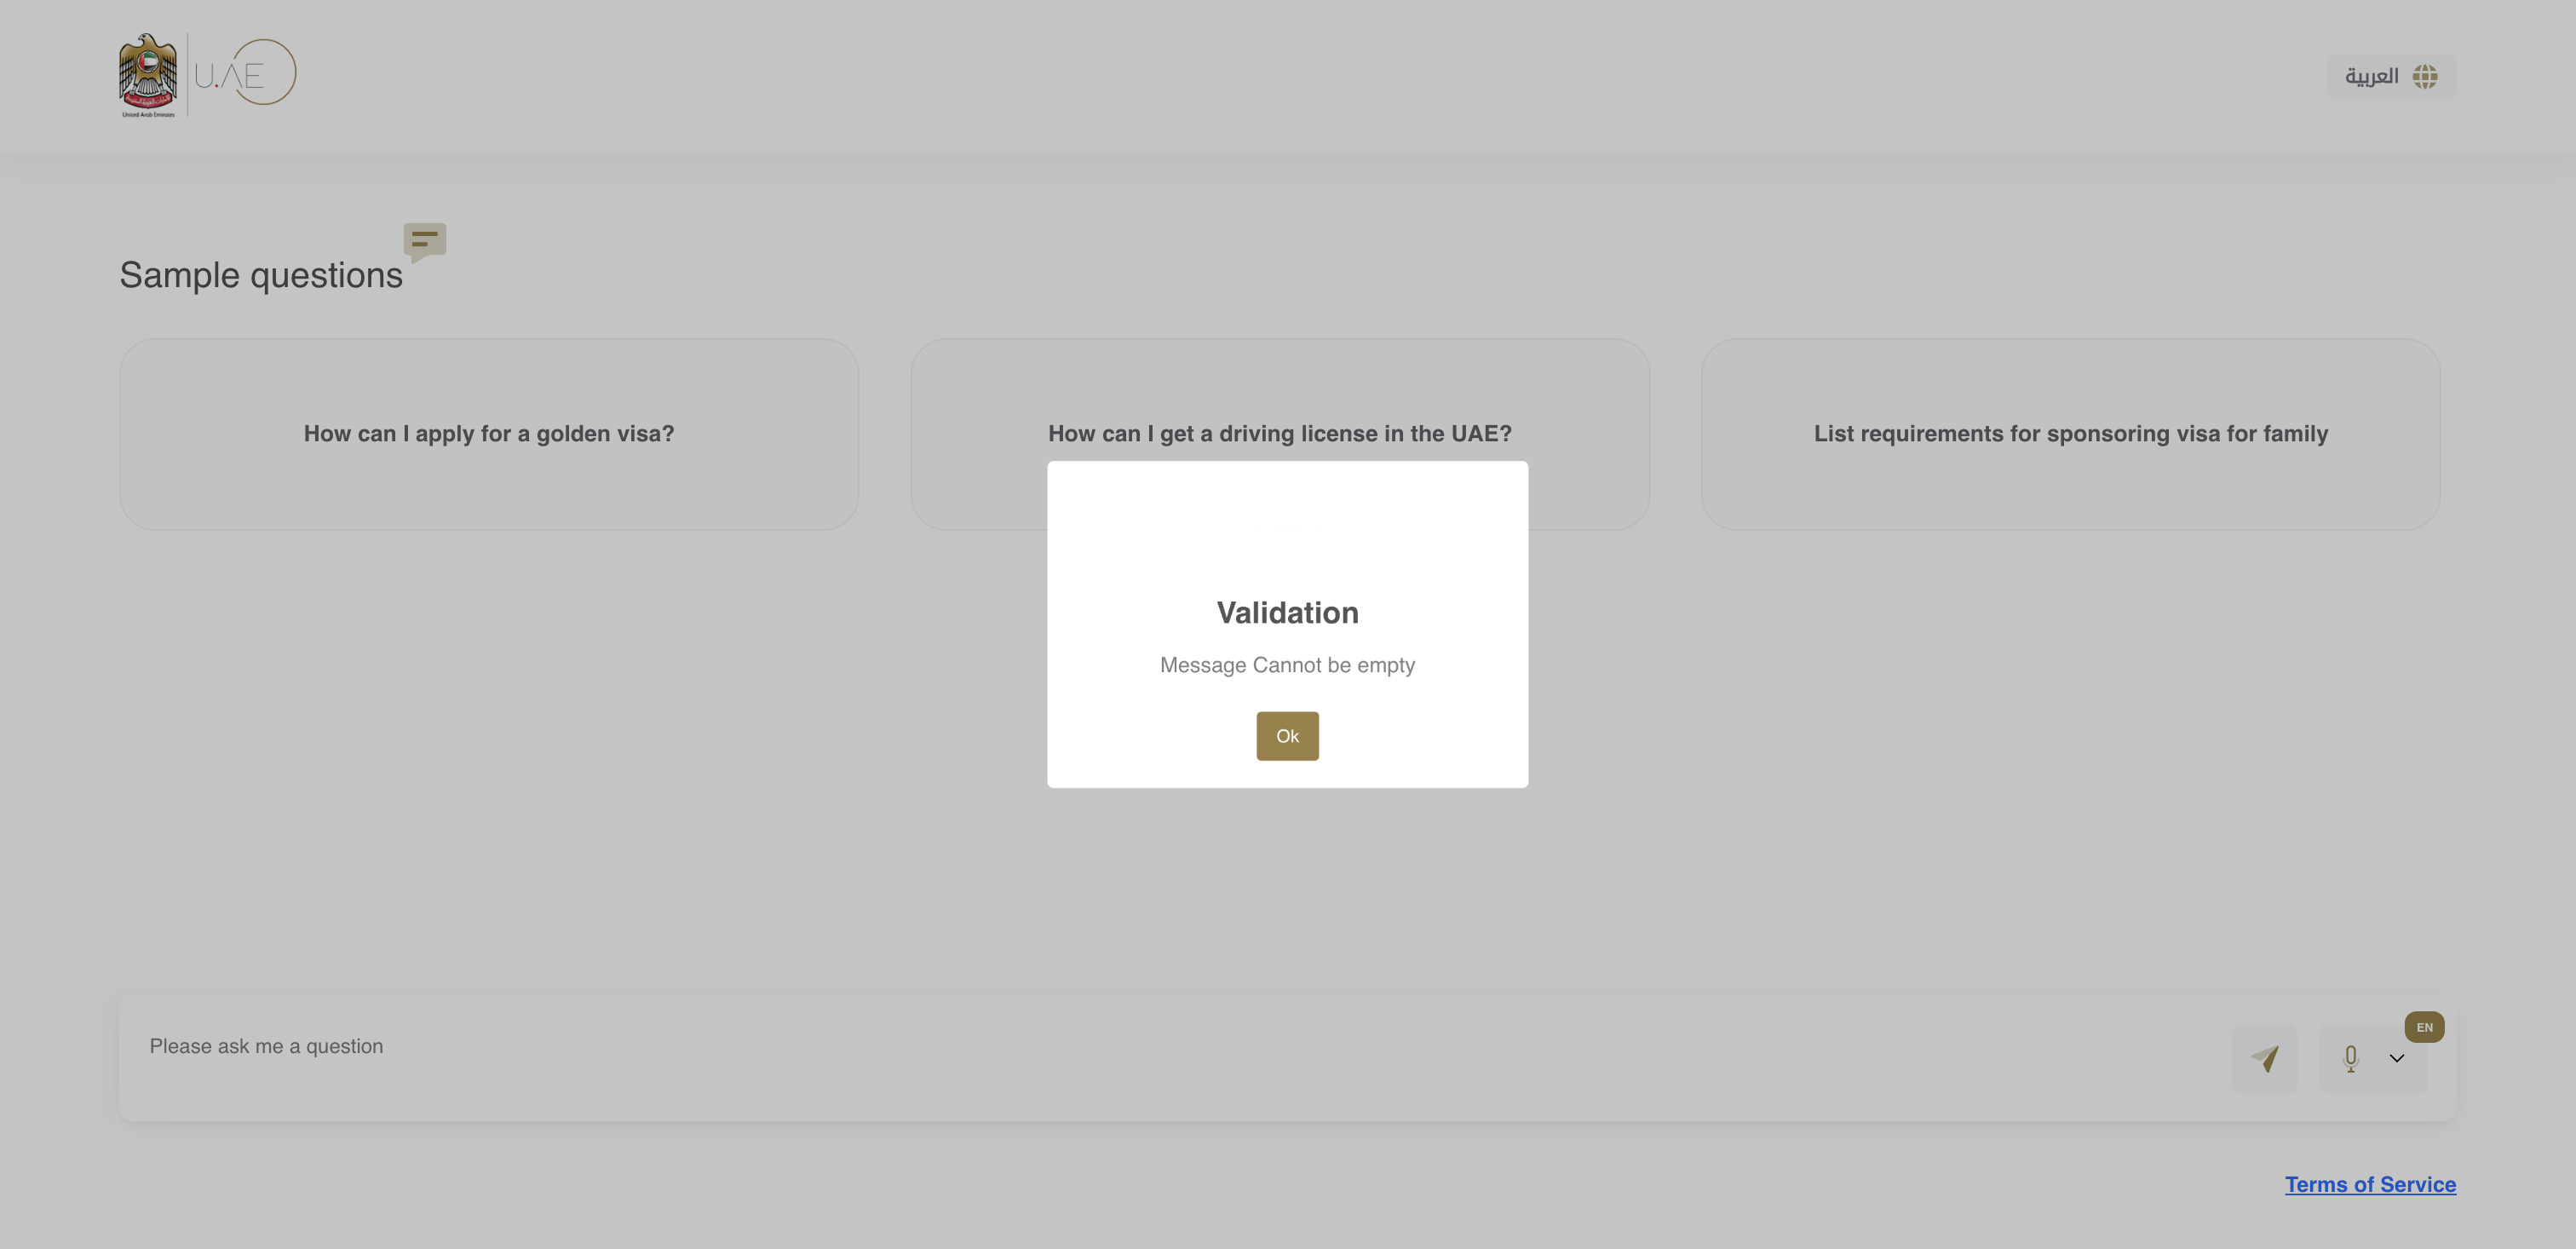 United Arab Emirates
U.AE
العربية
Sample questions
How can I apply for a golden visa?
How can I get a driving license in the UAE?
List requirements for sponsoring visa for family
Validation
Message Cannot be empty
Ok
Please ask me a question
EN
Terms of Service